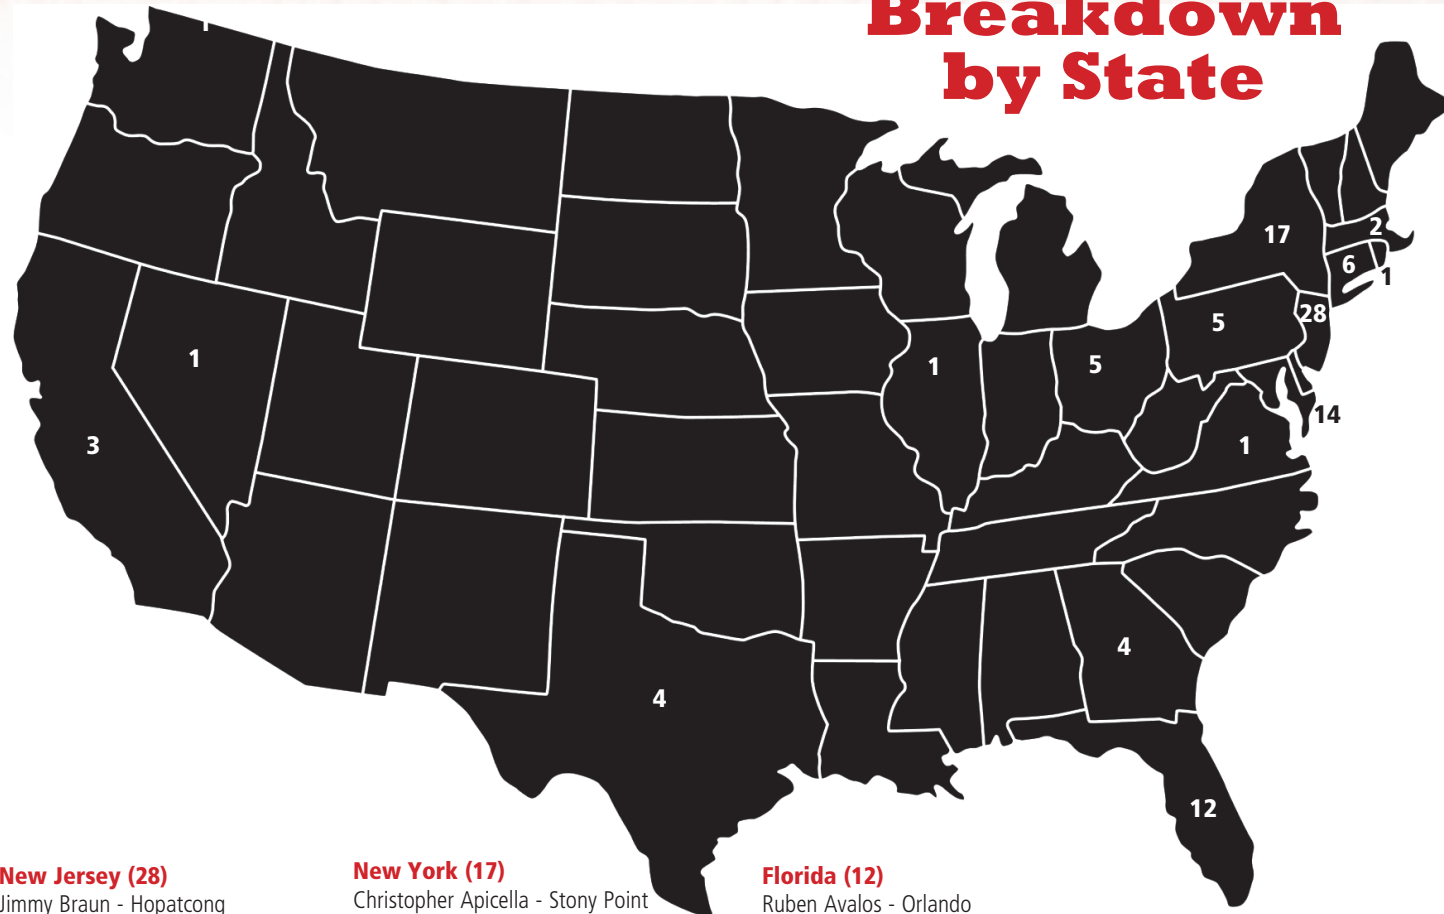 Breakdown
by State
17
2
6
1
28
5
1
1
5
14
3
1
4
4
12
New Jersey (28)
Jimmy Braun - Hopatcong
New York (17)
Christopher Apicella - Stony Point
Florida (12)
Ruben Avalos - Orlando